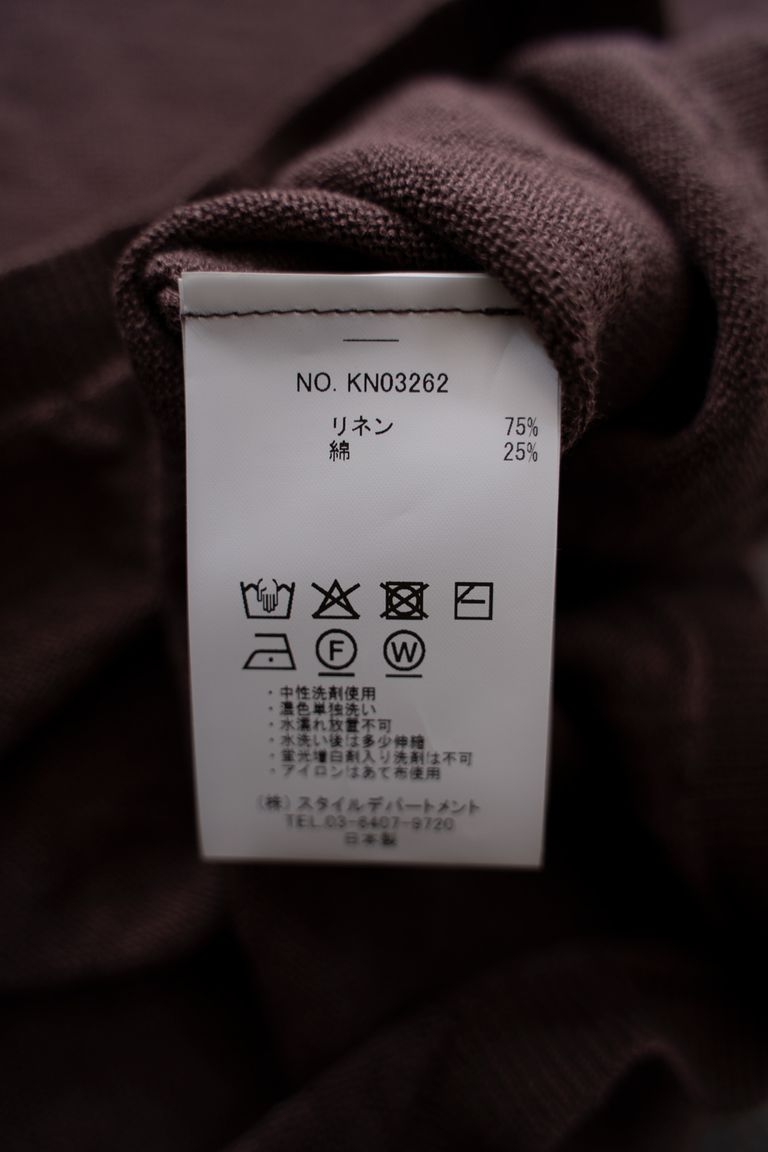 NO. KN03262
リネン 75%
綿 25%
F W
・中性洗剤使用
・濃色単独洗い
・水濡れ放置不可
・水洗い後は多少伸縮
・蛍光増白剤入り洗剤は不可
・アイロンはあて布使用
(株)スタイルデパートメント
TEL.03-6407-9720
日本製